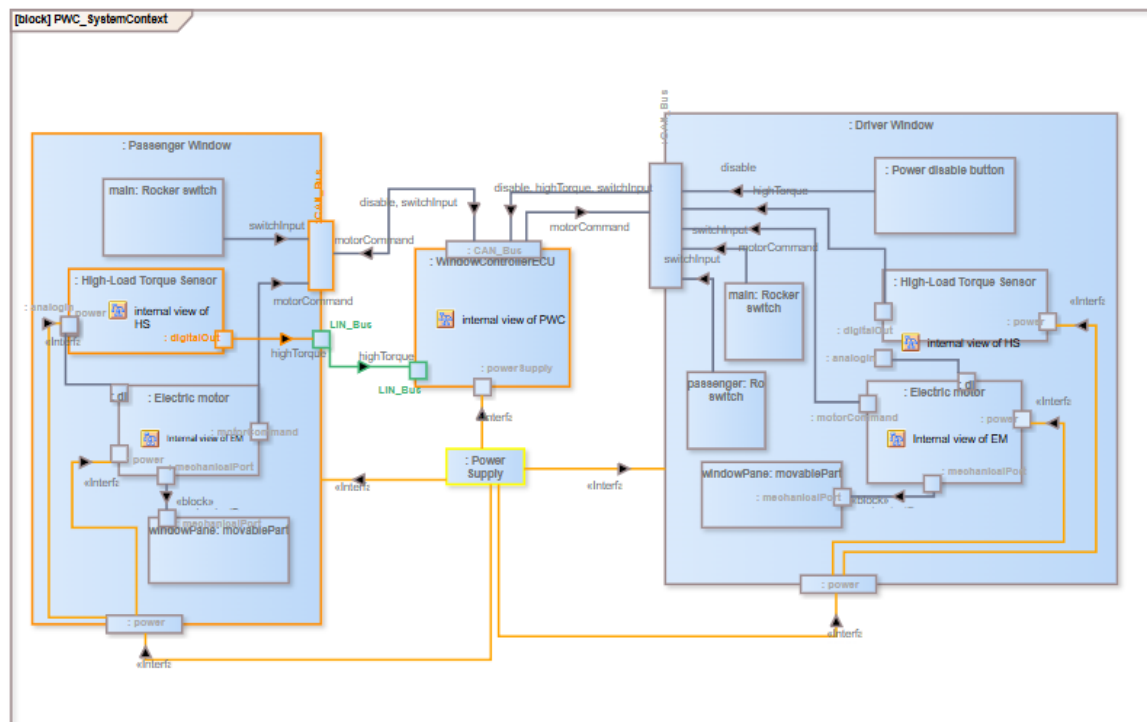 [block] PWC_SystemContext
: Passenger Window
main: Rocker switch
switchInput
: CAN_Bus
disable, switchInput
motorCommand
motorCommand
: High-Load Torque Sensor
: analogIn
: power
«Interfa
internal view of
HS
: digitalOut
highTorque
LIN_Bus
highTorque
LIN_Bus
: Electric motor
Internal view of EM
: motorCommand
: power
«Interfa
: mechanicalPort
«block»
: mechanicalPort
windowPane: movablePart
: power
«Interfa
: CAN_Bus
: WindowControllerECU
internal view of PWC
: powerSupply
«Interfa
: Power
Supply
«Interfa
«Interfa
disable, highTorque, switchInput
motorCommand
: CAN_Bus
: Driver Window
disable
: Power disable button
highTorque
switchInput
motorCommand
switchInput
main: Rocker
switch
passenger: Ro
switch
: High-Load Torque Sensor
: digitalOut
internal view of HS
: power
«Interfa
: analogIn
: Electric motor
: motorCommand
Internal view of EM
: power
«Interfa
: mechanicalPort
windowPane: movablePart
: mechanicalPort
«block»
: power
«Interfa